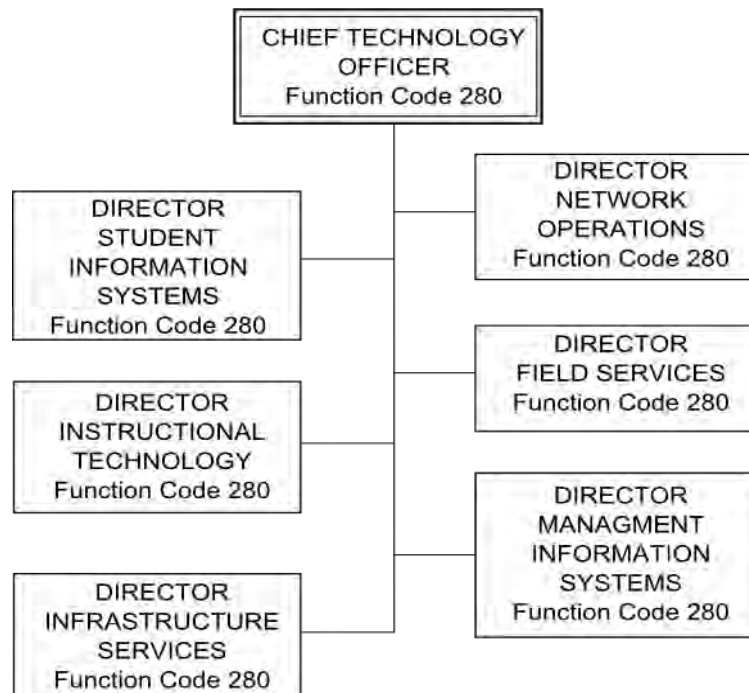 CHIEF TECHNOLOGY
OFFICER
Function Code 280
DIRECTOR
STUDENT
INFORMATION
SYSTEMS
Function Code 280
DIRECTOR
NETWORK
OPERATIONS
Function Code 280
DIRECTOR
INSTRUCTIONAL
TECHNOLOGY
Function Code 280
DIRECTOR
FIELD SERVICES
Function Code 280
DIRECTOR
INFRASTRUCTURE
SERVICES
Function Code 280
DIRECTOR
MANAGMENT
INFORMATION
SYSTEMS
Function Code 280